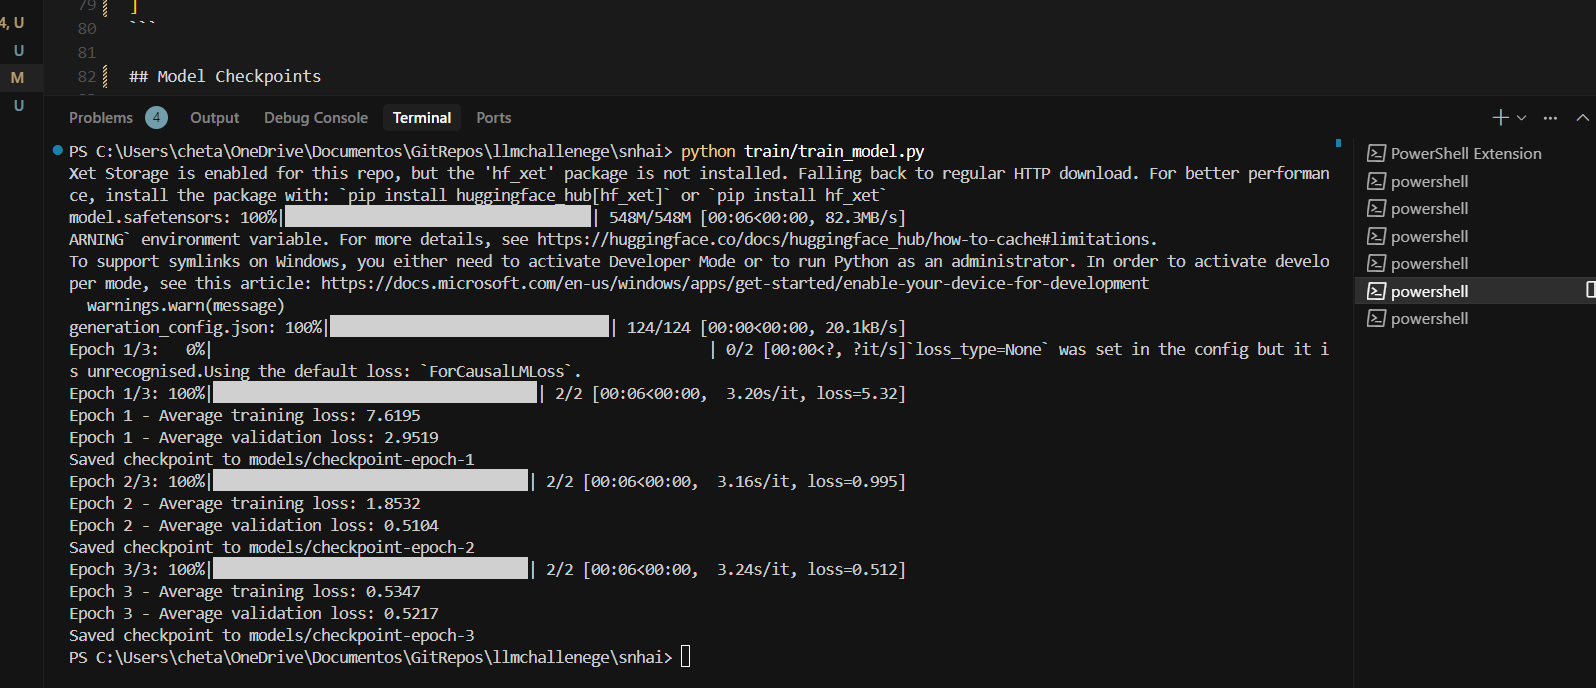 79 ]
4, U
80 ```
U
81
M
82 ## Model Checkpoints
U
Problems 4 Output Debug Console Terminal Ports
PS C:\Users\cheta\OneDrive\Documentos\GitRepos\llmchallenege\snhai> python train/train_model.py
Xet Storage is enabled for this repo, but the 'hf_xet' package is not installed. Falling back to regular HTTP download. For better performan
ce, install the package with: `pip install huggingface_hub[hf_xet]` or `pip install hf_xet`
model.safetensors: 100%| | 548M/548M [00:06<00:00, 82.3MB/s]
ARNING` environment variable. For more details, see https://huggingface.co/docs/huggingface_hub/how-to-cache#limitations.
To support symlinks on Windows, you either need to activate Developer Mode or to run Python as an administrator. In order to activate develo
per mode, see this article: https://docs.microsoft.com/en-us/windows/apps/get-started/enable-your-device-for-development
warnings.warn(message)
generation_config.json: 100%| | 124/124 [00:00<00:00, 20.1kB/s]
Epoch 1/3: 0%| | 0/2 [00:00<?, ?it/s]`loss_type=None` was set in the config but it i
s unrecognised.Using the default loss: `ForCausalLMLoss`.
Epoch 1/3: 100%| | 2/2 [00:06<00:00, 3.20s/it, loss=5.32]
Epoch 1 - Average training loss: 7.6195
Epoch 1 - Average validation loss: 2.9519
Saved checkpoint to models/checkpoint-epoch-1
Epoch 2/3: 100%| | 2/2 [00:06<00:00, 3.16s/it, loss=0.995]
Epoch 2 - Average training loss: 1.8532
Epoch 2 - Average validation loss: 0.5104
Saved checkpoint to models/checkpoint-epoch-2
Epoch 3/3: 100%| | 2/2 [00:06<00:00, 3.24s/it, loss=0.512]
Epoch 3 - Average training loss: 0.5347
Epoch 3 - Average validation loss: 0.5217
Saved checkpoint to models/checkpoint-epoch-3
PS C:\Users\cheta\OneDrive\Documentos\GitRepos\llmchallenege\snhai>
PowerShell Extension
powershell
powershell
powershell
powershell
powershell
powershell